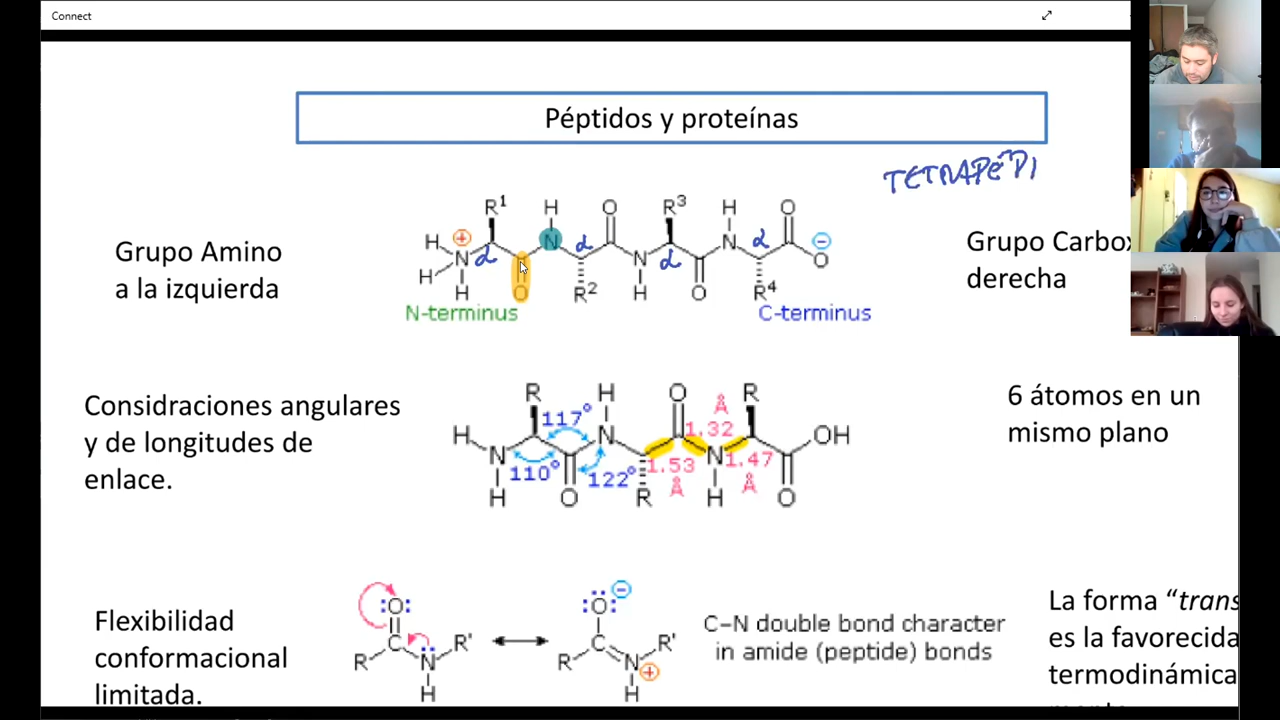 Connect
Péptidos y proteínas
TETRAPÉPTI
Grupo Amino
a la izquierda
R¹ H O R³ H O
H ⊕ N α N α α N α ⊖ O
H H O R² N H O R⁴
N-terminus
C-terminus
Grupo Carbox
derecha
Considraciones angulares
y de longitudes de
enlace.
R H O R
H N 117° N 1.32 Å OH
110° 122° 1.53 Å N 1.47 Å
H O R H O
6 átomos en un
mismo plano
Flexibilidad
conformacional
limitada.
O C R N R' H
O ⊖ C R N ⊕ R' H
C–N double bond character
in amide (peptide) bonds
La forma “trans
es la favorecida
termodinámica